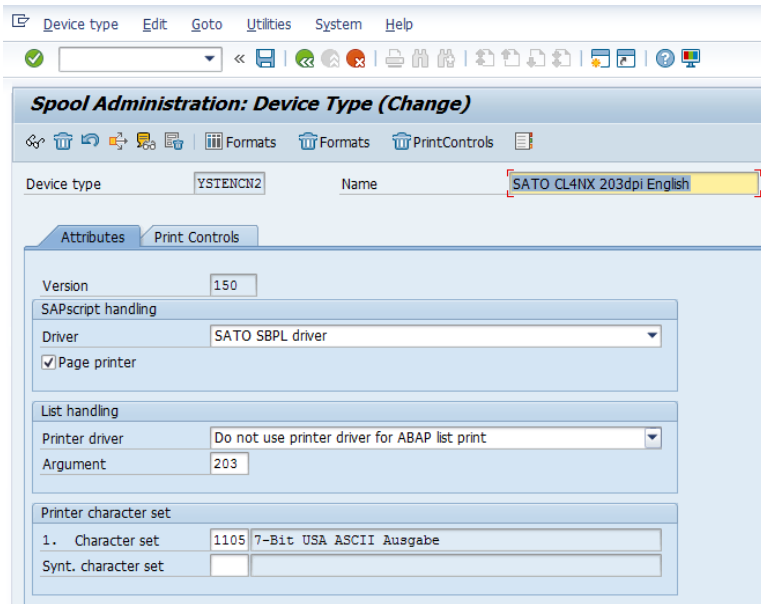 Device type Edit Goto Utilities System Help
Spool Administration: Device Type (Change)
Formats Formats PrintControls
Device type YSTENCN2 Name SATO CL4NX 203dpi English
Attributes Print Controls
Version 150
SAPscript handling
Driver SATO SBPL driver
Page printer
List handling
Printer driver Do not use printer driver for ABAP list print
Argument 203
Printer character set
1. Character set 1105 7-Bit USA ASCII Ausgabe
Synt. character set